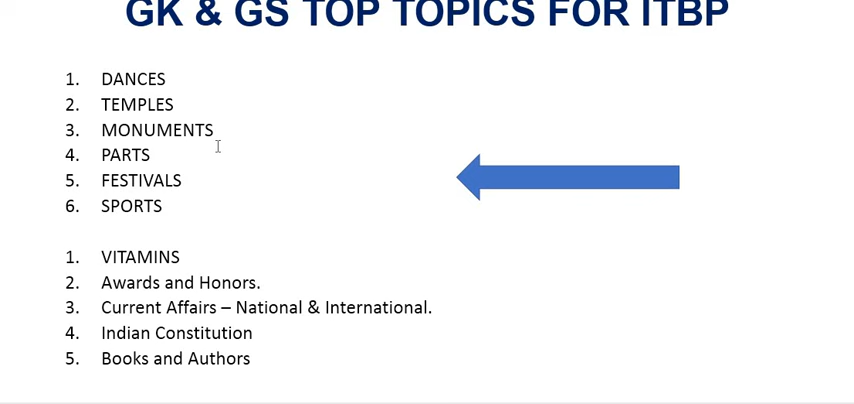 GK & GS TOP TOPICS FOR ITBP
1. DANCES
2. TEMPLES
3. MONUMENTS
4. PARTS
5. FESTIVALS
6. SPORTS
1. VITAMINS
2. Awards and Honors.
3. Current Affairs – National & International.
4. Indian Constitution
5. Books and Authors